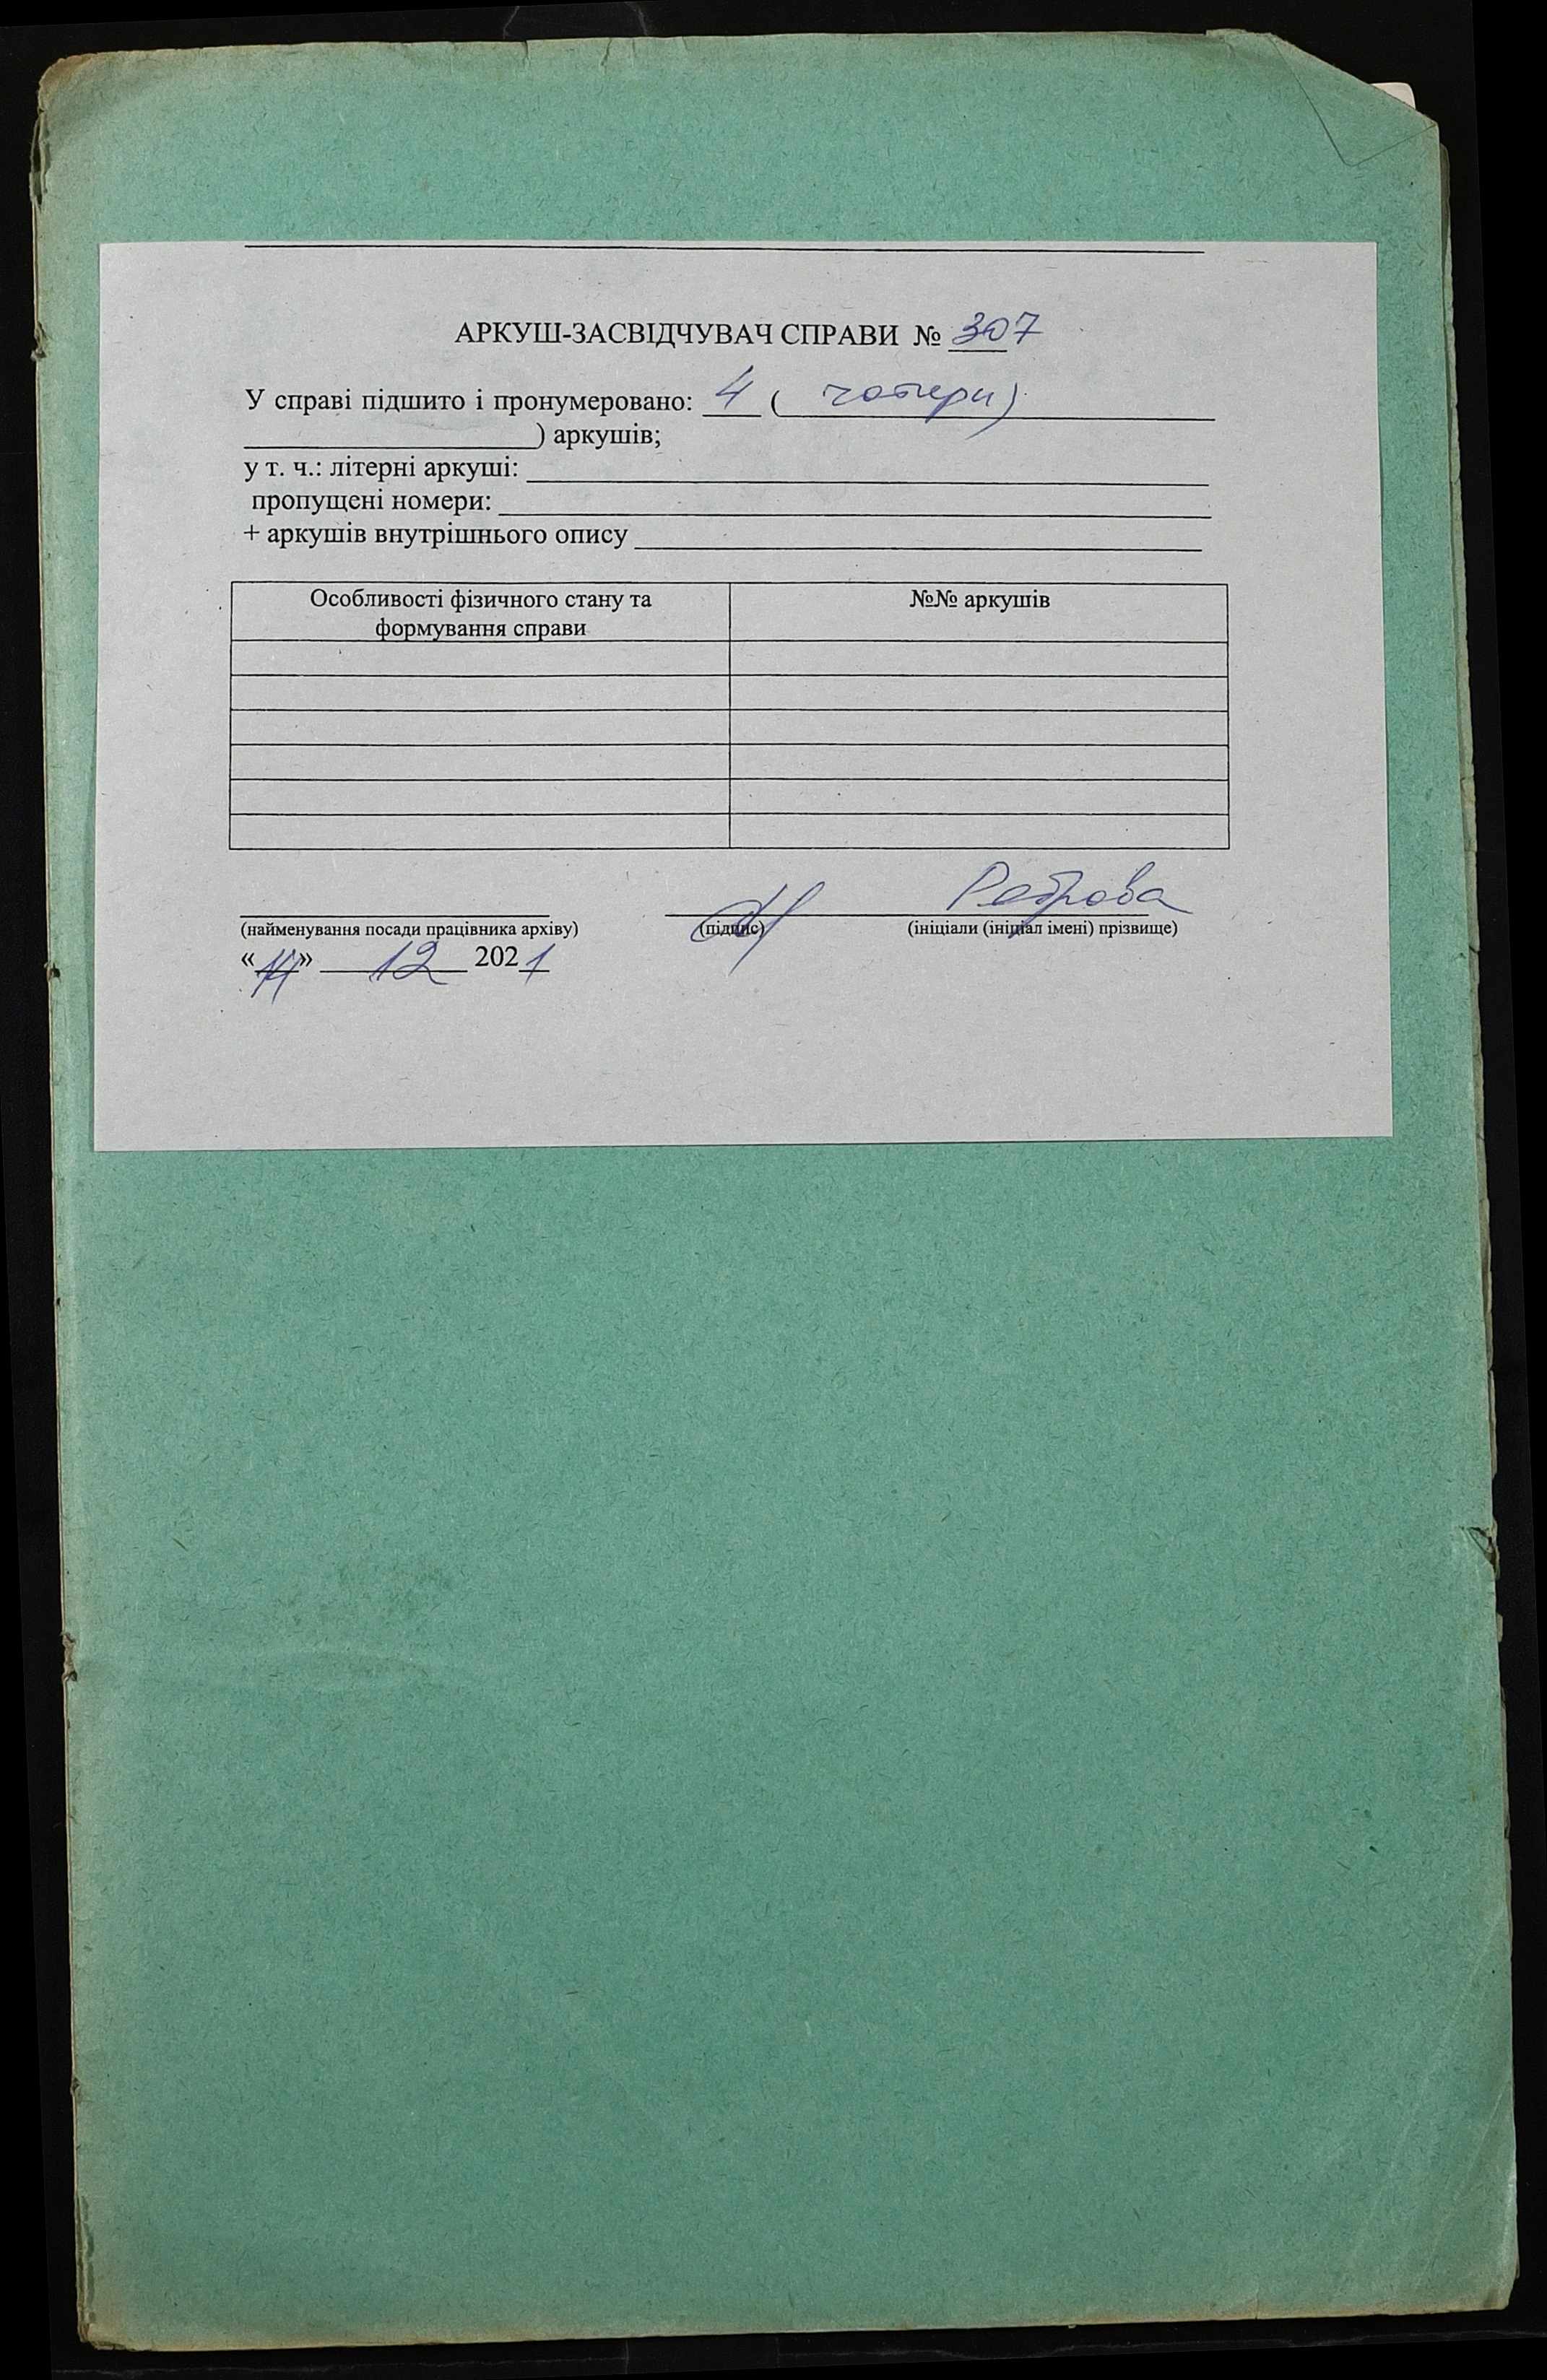 АРКУШ-ЗАСВІДЧУВАЧ СПРАВИ № 307
У справі підшито і пронумеровано: 4 ( чотири)
) аркушів;
у т. ч.: літерні аркуші:
пропущені номери:
+ аркушів внутрішнього опису
Особливості фізичного стану та формування справи №№ аркушів
Реброва
(найменування посади працівника архіву) (підпис) (ініціали (ініціал імені) прізвище)
«14» 12 2021